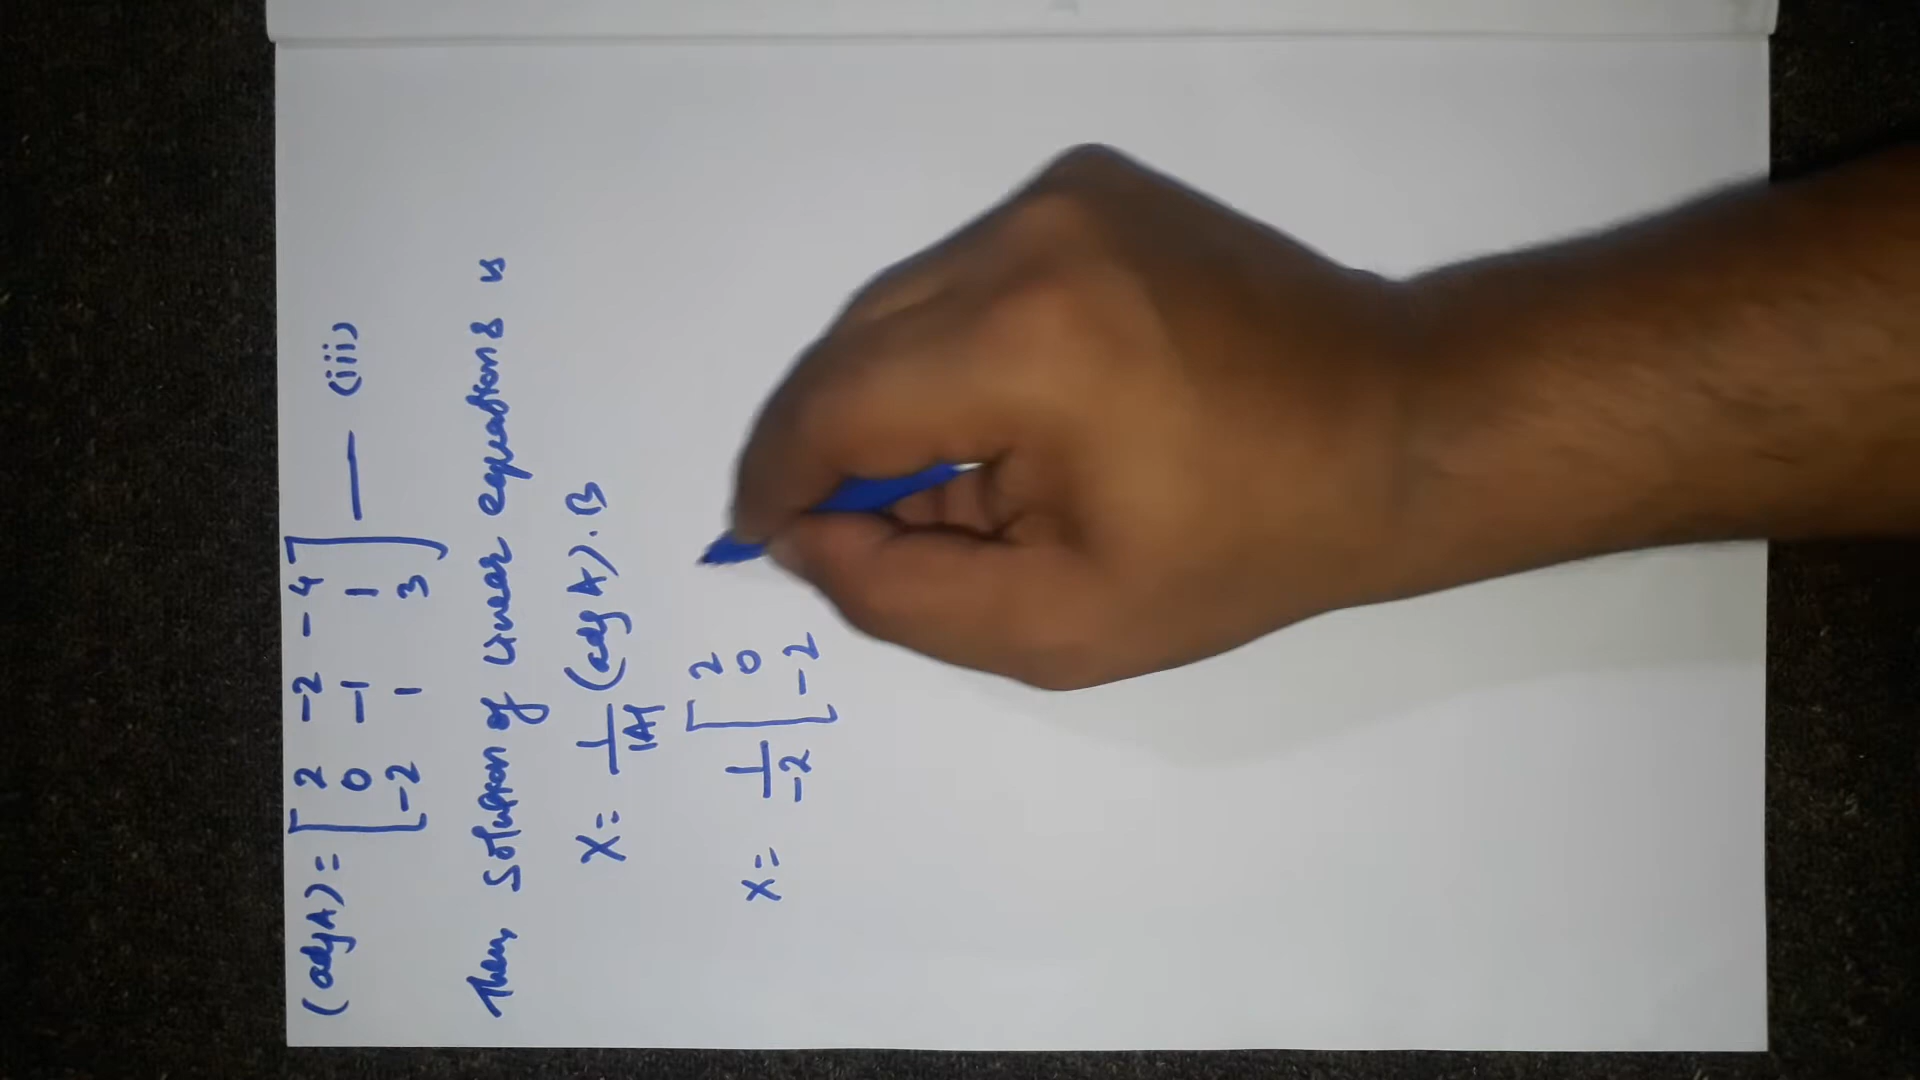 (adjA) = [ 2 -2 -4
0 -1 1
-2 1 3 ] — (iii)
Then, Solution of Linear equations is
X = 1/|A| (adj A). B
X = 1/-2 [ 2
0
-2